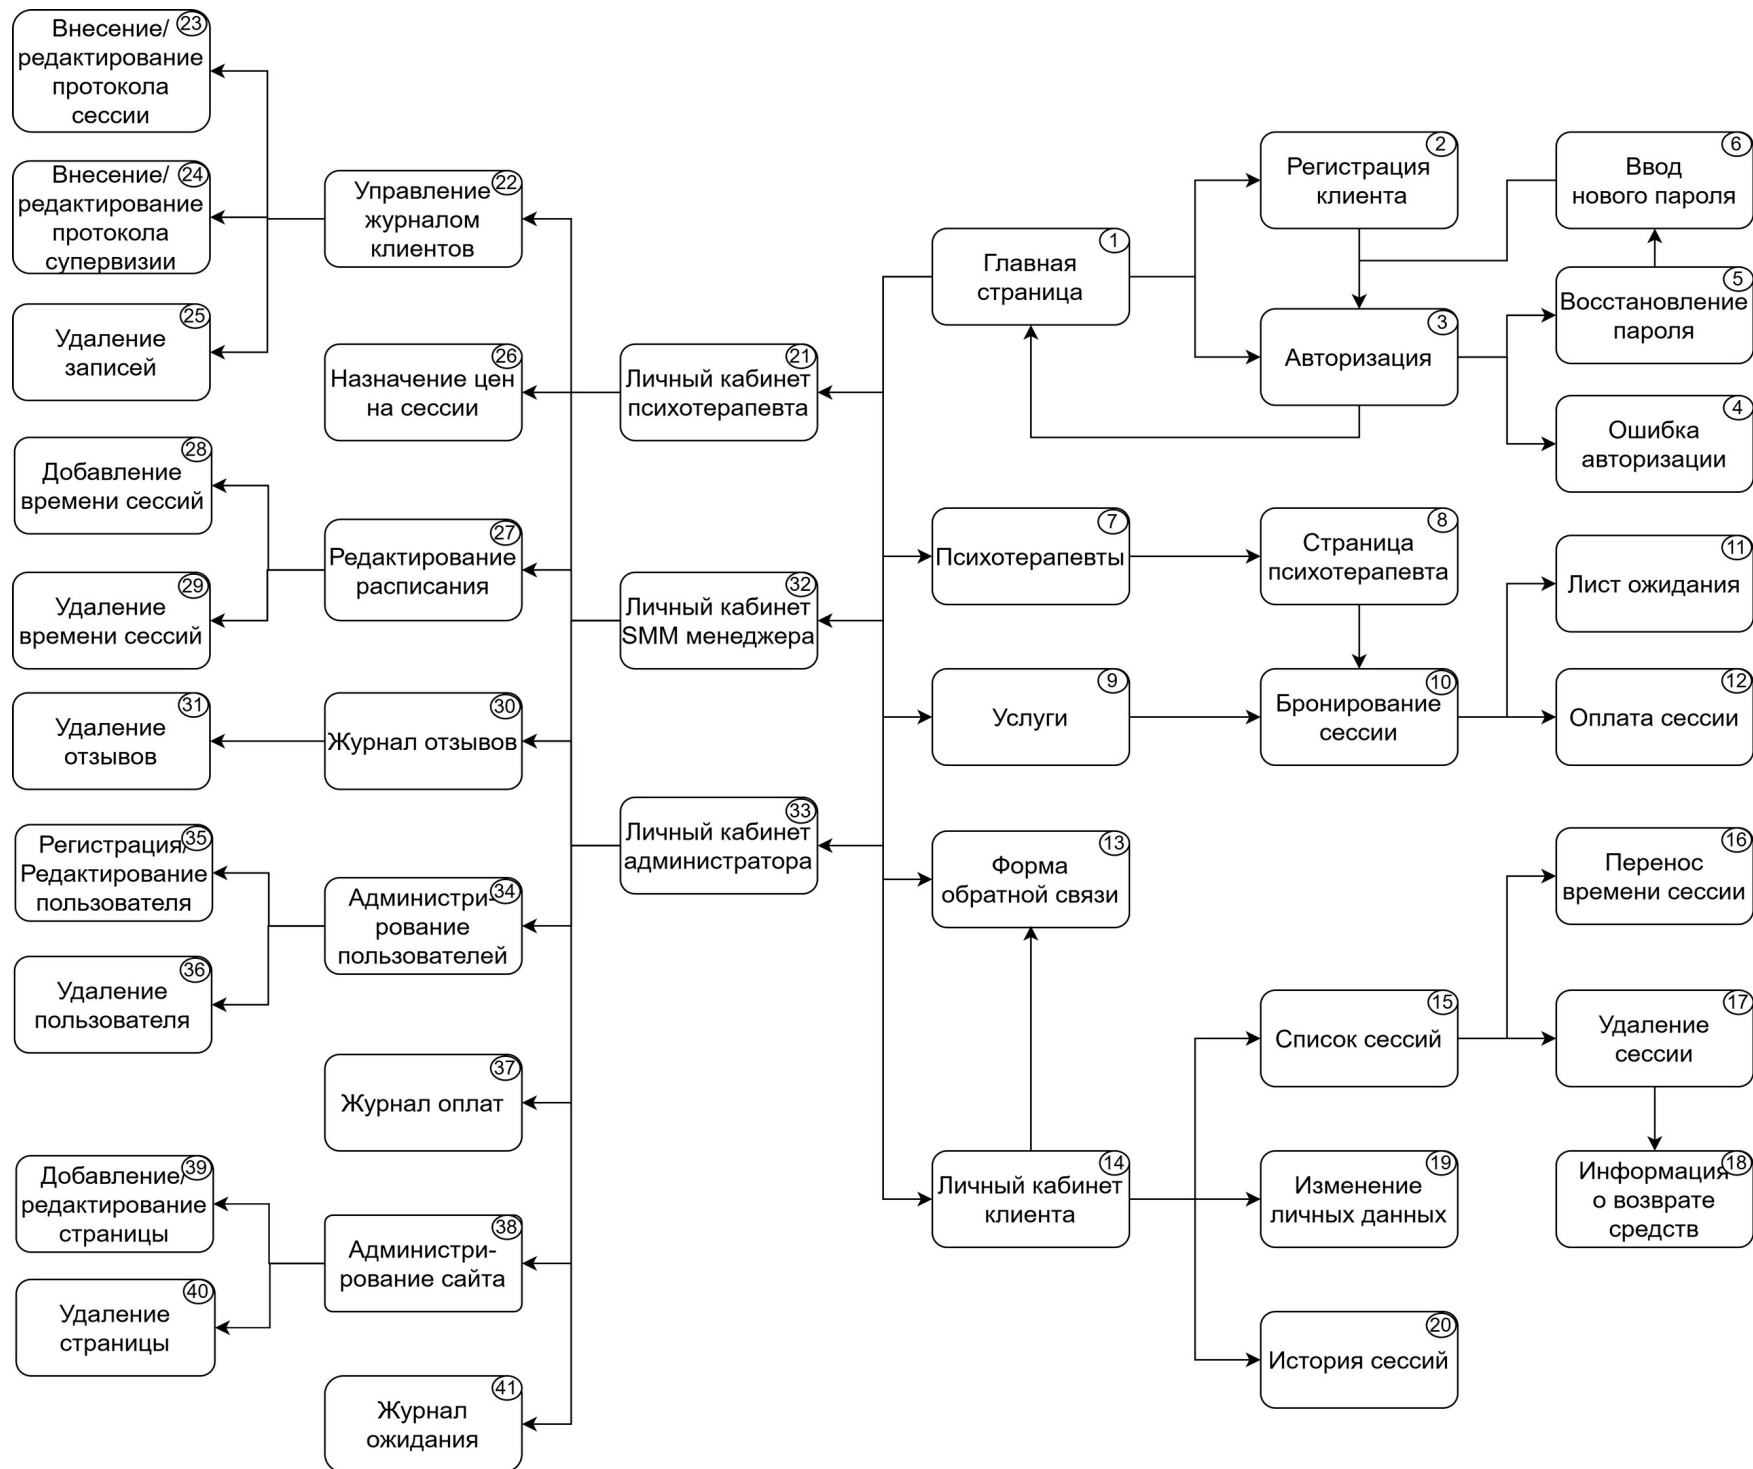 1
Главная
страница
2
Регистрация
клиента
3
Авторизация
4
Ошибка
авторизации
5
Восстановление
пароля
6
Ввод
нового пароля
7
Психотерапевты
8
Страница
психотерапевта
9
Услуги
10
Бронирование
сессии
11
Лист ожидания
12
Оплата сессии
13
Форма
обратной связи
14
Личный кабинет
клиента
15
Список сессий
16
Перенос
времени сессии
17
Удаление
сессии
18
Информация
о возврате
средств
19
Изменение
личных данных
20
История сессий
21
Личный кабинет
психотерапевта
22
Управление
журналом
клиентов
23
Внесение/
редактирование
протокола
сессии
24
Внесение/
редактирование
протокола
супервизии
25
Удаление
записей
26
Назначение цен
на сессии
27
Редактирование
расписания
28
Добавление
времени сессий
29
Удаление
времени сессий
30
Журнал отзывов
31
Удаление
отзывов
32
Личный кабинет
SMM менеджера
33
Личный кабинет
администратора
34
Администри-
рование
пользователей
35
Регистрация/
Редактирование
пользователя
36
Удаление
пользователя
37
Журнал оплат
38
Администри-
рование сайта
39
Добавление/
редактирование
страницы
40
Удаление
страницы
41
Журнал
ожидания